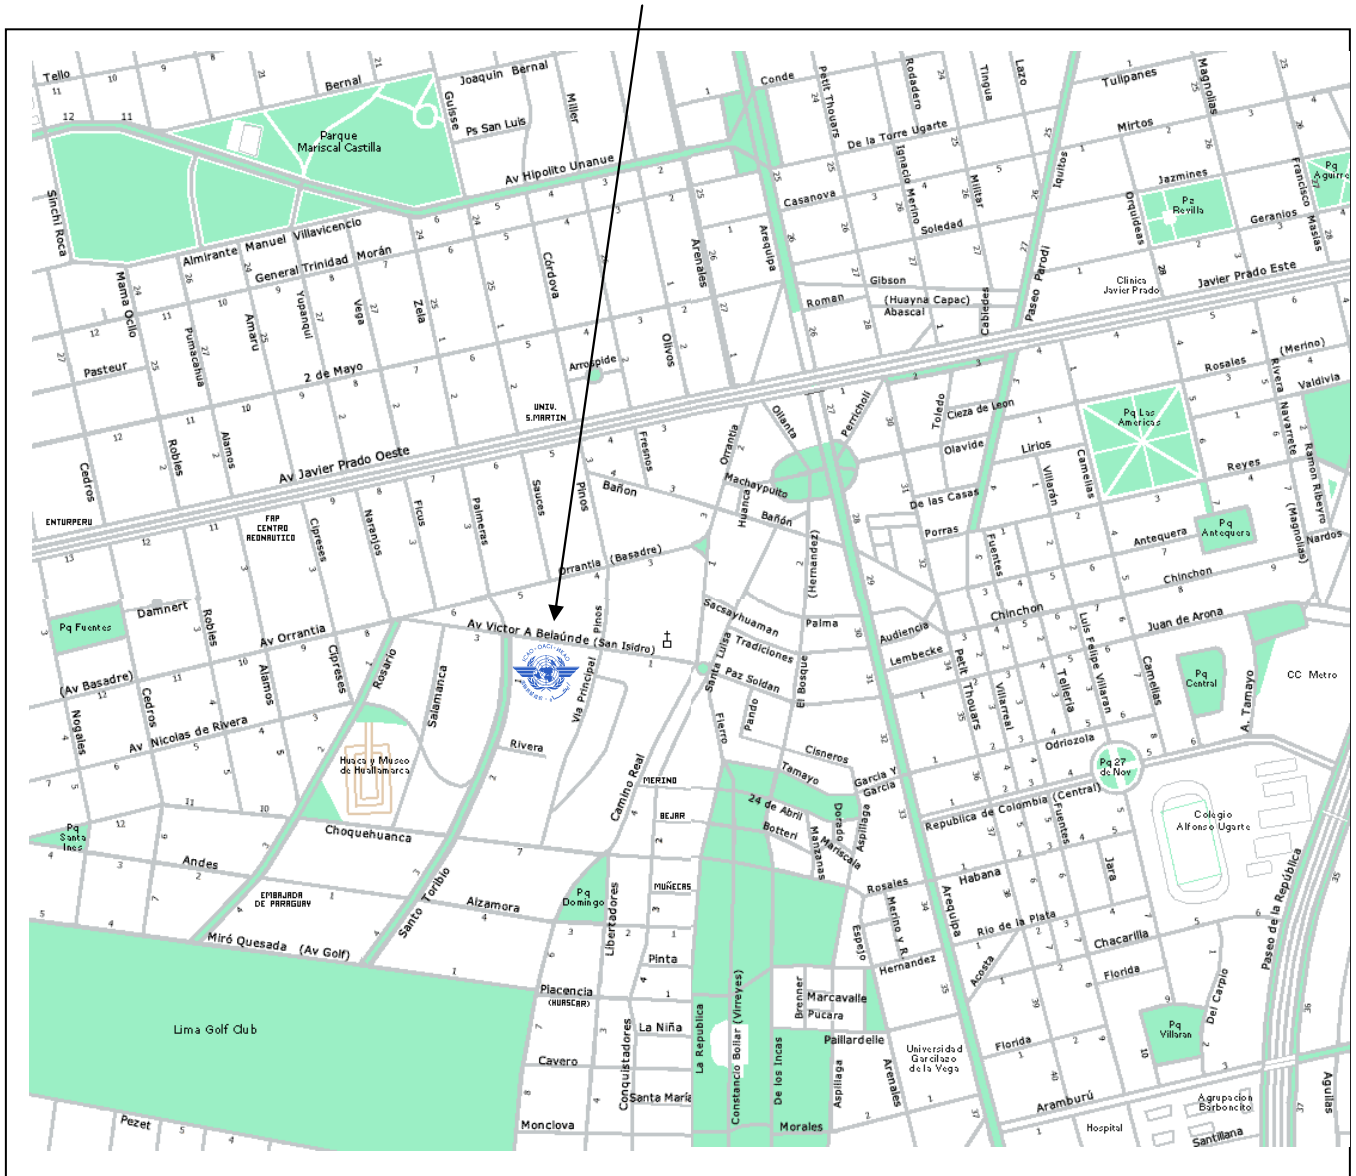 Tello
Bernal
Joaquin Bernal
Guisse
Miller
Ps San Luis
Parque
Mariscal Castilla
Av Hipolito Unanue
Sinchi Roca
Almirante Manuel Villavicencio
General Trinidad Morán
Mama Ocllo
Pumacahua
Amaru
Yupanqui
Vega
Zela
Córdova
Arenales
Arequipa
Conde
Petit Thouars
Rodadero
Tingua
Lazo
Tulipanes
Magnolias
De la Torre Ugarte
Mirtos
Ignacio Merino
Militar
Iquitos
Casanova
Soledad
Jazmines
Pz
Revilla
Orquideas
Geranios
Francisco Masias
Pq
Aguirre
Gibson
Roman
(Huayna Capac)
Abascal
Cabiedes
Paseo Parodi
Clinica
Javier Prado
Javier Prado Este
Pasteur
2 de Mayo
Arrospide
Olivos
UNIV.
S.MARTIN
Robles
Alamos
Cedros
Av Javier Prado Oeste
Fresnos
Orrantia
Ollanta
Perricholi
Toledo
Cieza de Leon
Olavide
Lirios
Pq Las
Americas
Rosales
(Merino)
Rivera Navarrete
Valdivia
Camelias
Villarán
Reyes
Ramon Ribeyro
(Magnolias)
Nardos
ENTURPERU
FAP
CENTRO
AERONAUTICO
Cipreses
Naranjos
Ficus
Palmeras
Sauces
Pinos
Bañon
Machaypuito
Huanca
Bañón
(Hernandez)
De las Casas
Porras
Fuentes
Antequera
Pq
Antequera
Chinchon
Orrantia (Basadre)
Pq Fuentes
Damnert
Robles
Av Orrantia
(Av Basadre)
Cedros
Alamos
Cipreses
Rosario
Salamanca
Av Victor A Belaúnde (San Isidro)
Pinos
Via Principal
ICAO·OACI·ИКАО
Sacsayhuaman
Tradiciones
Santa Luisa
Paz Soldan
Palma
El Bosque
Audiencia
Lembecke
Chinchon
Juan de Arona
Petit Thouars
Villarreal
Telleria
Luis Felipe Villaran
Camelias
Pq
Central
A. Tamayo
CC Metro
Nogales
Av Nicolas de Rivera
Huaca y Museo
de Huallamarca
Rivera
Camino Real
Fierro
Pando
Cisneros
Tamayo
Garcia Y
Garcia
Odriozola
Pq 27
de Nov
Republica de Colombia (Central)
Fuentes
MERINO
BEJAR
24 de Abril
Botteri
Manzanas
Dorado
Mariscala
Aspillaga
Colegio
Alfonso Ugarte
Pq
Santa
Ines
Choquehuanca
Andes
EMBAJADA
DE PARAGUAY
Santo Toribio
Alzamora
Pq
Domingo
Libertadores
MUÑECAS
Rosales
Habana
Jara
Merino y R.
Arequipa
Rio de la Plata
Chacarilla
Paseo de la República
Miró Quesada (Av Golf)
Pinta
Espejo
Hernandez
Acosta
Florida
Del Carpio
Lima Golf Club
Placencia
(HUASCAR)
La Niña
Conquistadores
La Republica
Constancio Bollar (Virreyes)
De los Incas
Brenner
Marcavalle
Pucara
Paillardelle
Universidad
Garcilazo
de la Vega
Florida
Pq
Villaran
Cavero
Santa María
Aspillaga
Arenales
Aramburú
Agrupacion
Barboncito
Aguilas
Pezet
Monclova
Morales
Hospital
Santillana